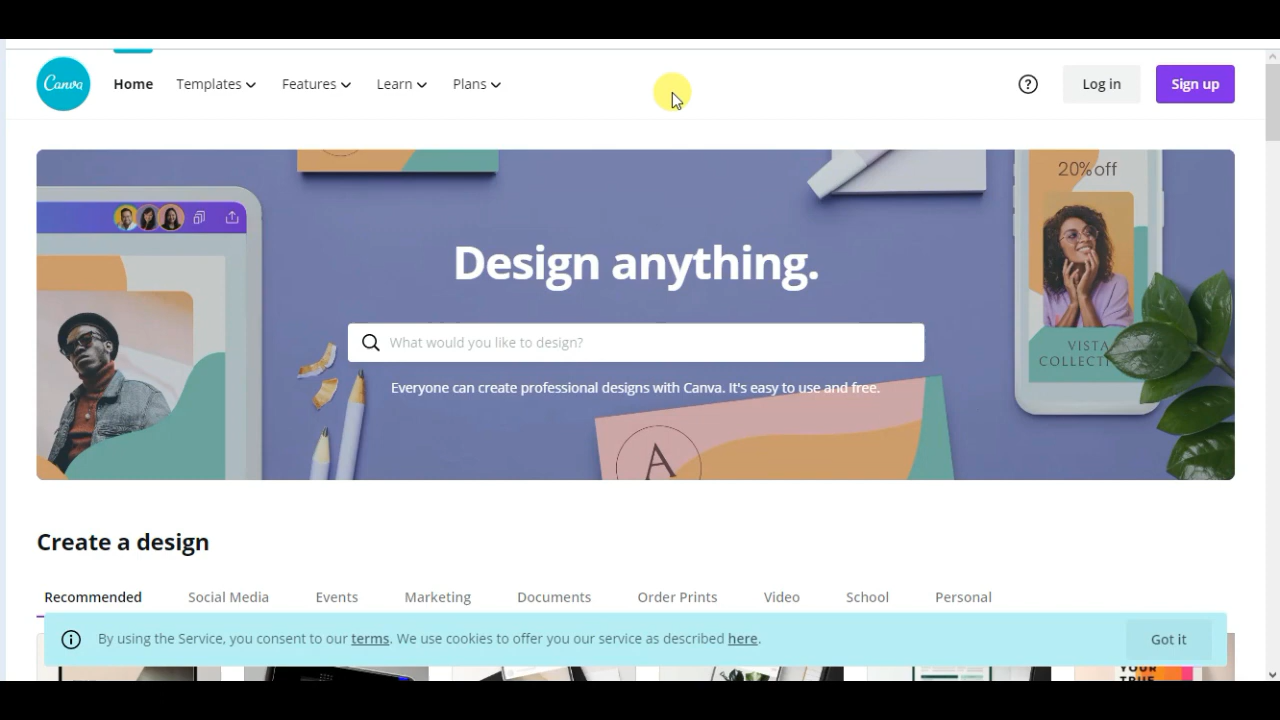 Canva
Home
Templates
Features
Learn
Plans
Log in
Sign up
20% off
Design anything.
What would you like to design?
VISTA
Everyone can create professional designs with Canva. It's easy to use and free.
A
Create a design
Recommended
Social Media
Events
Marketing
Documents
Order Prints
Video
School
Personal
By using the Service, you consent to our terms. We use cookies to offer you our service as described here.
Got it
YOUR
TRUE